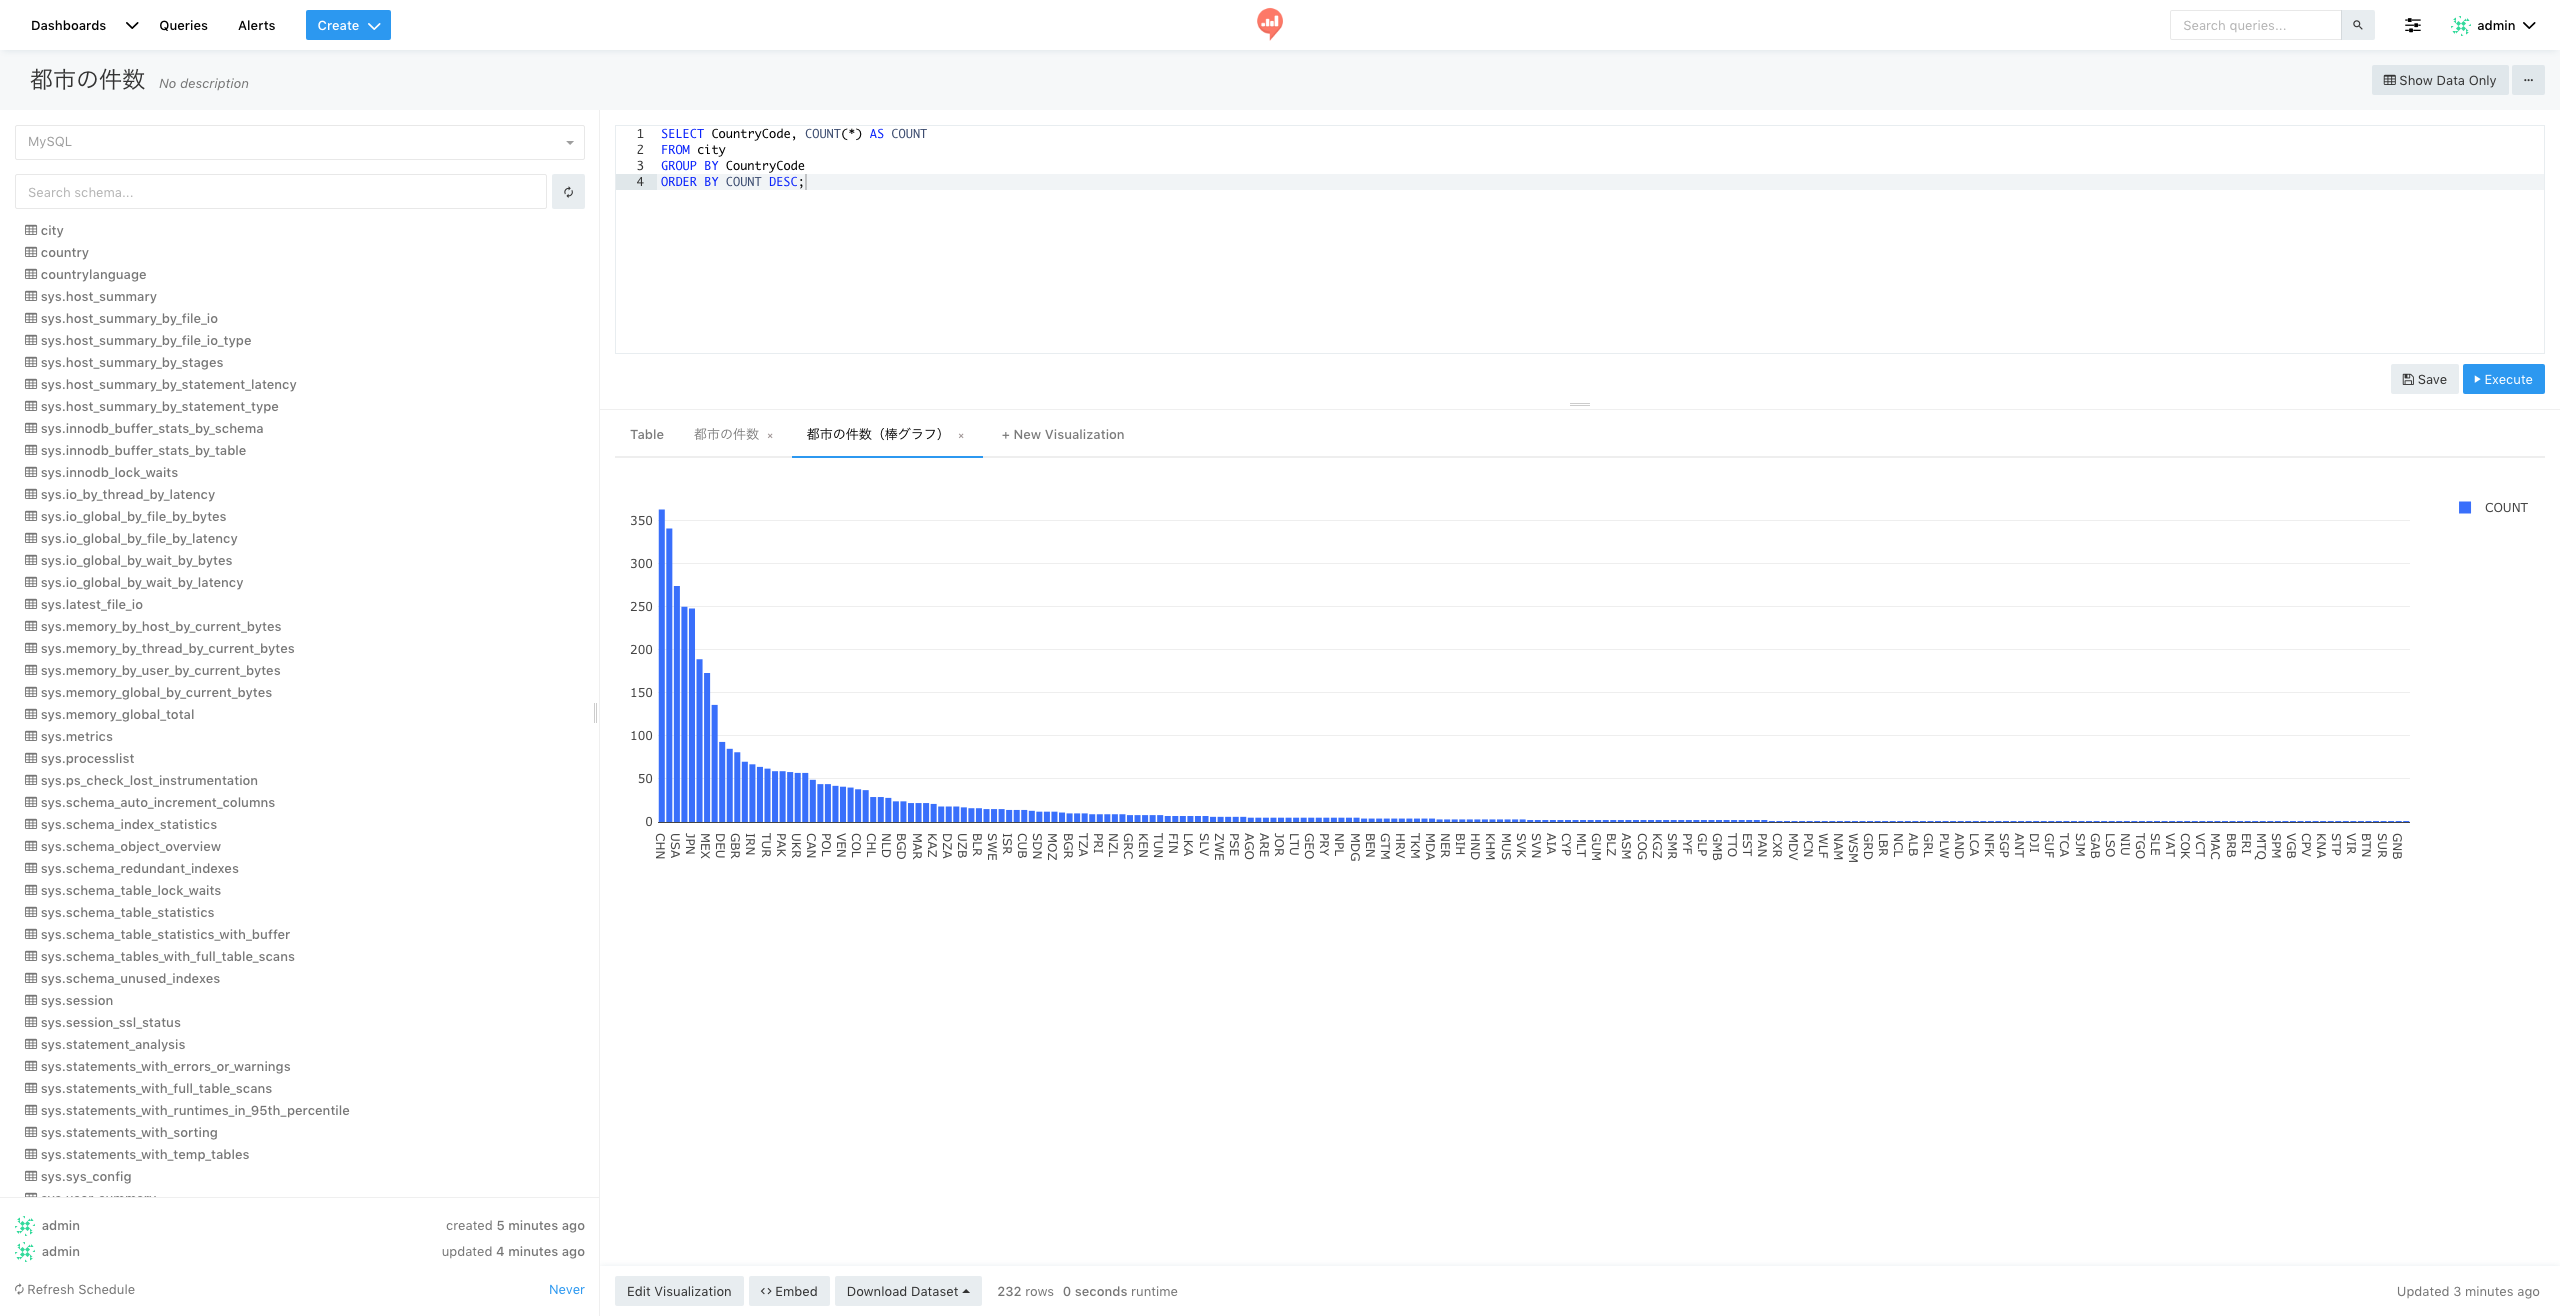 Dashboards Queries Alerts Create Search queries... admin
都市の件数 No description Show Data Only ...
MySQL
Search schema...
city
country
countrylanguage
sys.host_summary
sys.host_summary_by_file_io
sys.host_summary_by_file_io_type
sys.host_summary_by_stages
sys.host_summary_by_statement_latency
sys.host_summary_by_statement_type
sys.innodb_buffer_stats_by_schema
sys.innodb_buffer_stats_by_table
sys.innodb_lock_waits
sys.io_by_thread_by_latency
sys.io_global_by_file_by_bytes
sys.io_global_by_file_by_latency
sys.io_global_by_wait_by_bytes
sys.io_global_by_wait_by_latency
sys.latest_file_io
sys.memory_by_host_by_current_bytes
sys.memory_by_thread_by_current_bytes
sys.memory_by_user_by_current_bytes
sys.memory_global_by_current_bytes
sys.memory_global_total
sys.metrics
sys.processlist
sys.ps_check_lost_instrumentation
sys.schema_auto_increment_columns
sys.schema_index_statistics
sys.schema_object_overview
sys.schema_redundant_indexes
sys.schema_table_lock_waits
sys.schema_table_statistics
sys.schema_table_statistics_with_buffer
sys.schema_tables_with_full_table_scans
sys.schema_unused_indexes
sys.session
sys.session_ssl_status
sys.statement_analysis
sys.statements_with_errors_or_warnings
sys.statements_with_full_table_scans
sys.statements_with_runtimes_in_95th_percentile
sys.statements_with_sorting
sys.statements_with_temp_tables
sys.sys_config
admin created 5 minutes ago
admin updated 4 minutes ago
Refresh Schedule Never
1 SELECT CountryCode, COUNT(*) AS COUNT
2 FROM city
3 GROUP BY CountryCode
4 ORDER BY COUNT DESC;
Save Execute
Table 都市の件数 × 都市の件数（棒グラフ） × + New Visualization
COUNT
350
300
250
200
150
100
50
0
CHN USA JPN MEX DEU GBR IRN TUR PAK UKR CAN POL VEN COL CHL NLD BGD MAR KAZ DZA UZB BLR SWE ISR CUB SDN MOZ BGR TZA PRI NZL GRC KEN TUN FIN LKA SLV ZWE PSE AGO ARE JOR LTU GEO PRY NPL MDG BEN GTM HRV TKM MDA NER BIH HND KHM MUS SVK SVN AIA CYP MLT GUM BLZ ASM COG KGZ SMR PYF GLP GMB TTO EST PAN CXR MDV PCN WLF NAM WSM GRD LBR NCL ALB GRL PLW AND LCA NFK SGP ANT DJI GUF TCA SJM GAB LSO NIU TGO SLE VAT COK VCT MAC BRB ERI MTQ SPM VGB CPV KNA STP VIR BTN SUR GNB
Edit Visualization Embed Download Dataset 232 rows 0 seconds runtime Updated 3 minutes ago